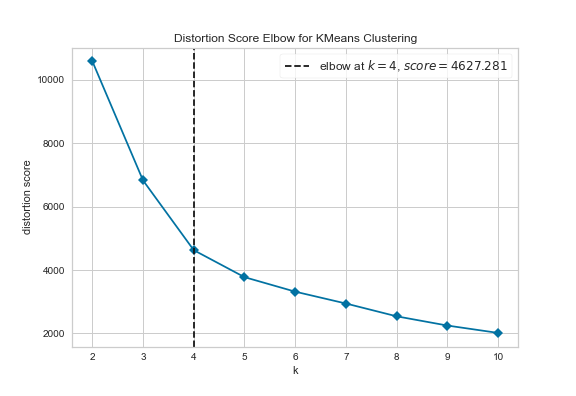 Distortion Score Elbow for KMeans Clustering
elbow at k = 4, score = 4627.281
distortion score
10000
8000
6000
4000
2000
2 3 4 5 6 7 8 9 10
k